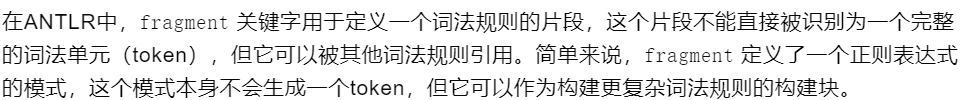 在ANTLR中，fragment 关键字用于定义一个词法规则的片段，这个片段不能直接被识别为一个完整
的词法单元（token），但它可以被其他词法规则引用。简单来说，fragment 定义了一个正则表达式
的模式，这个模式本身不会生成一个token，但它可以作为构建更复杂词法规则的构建块。